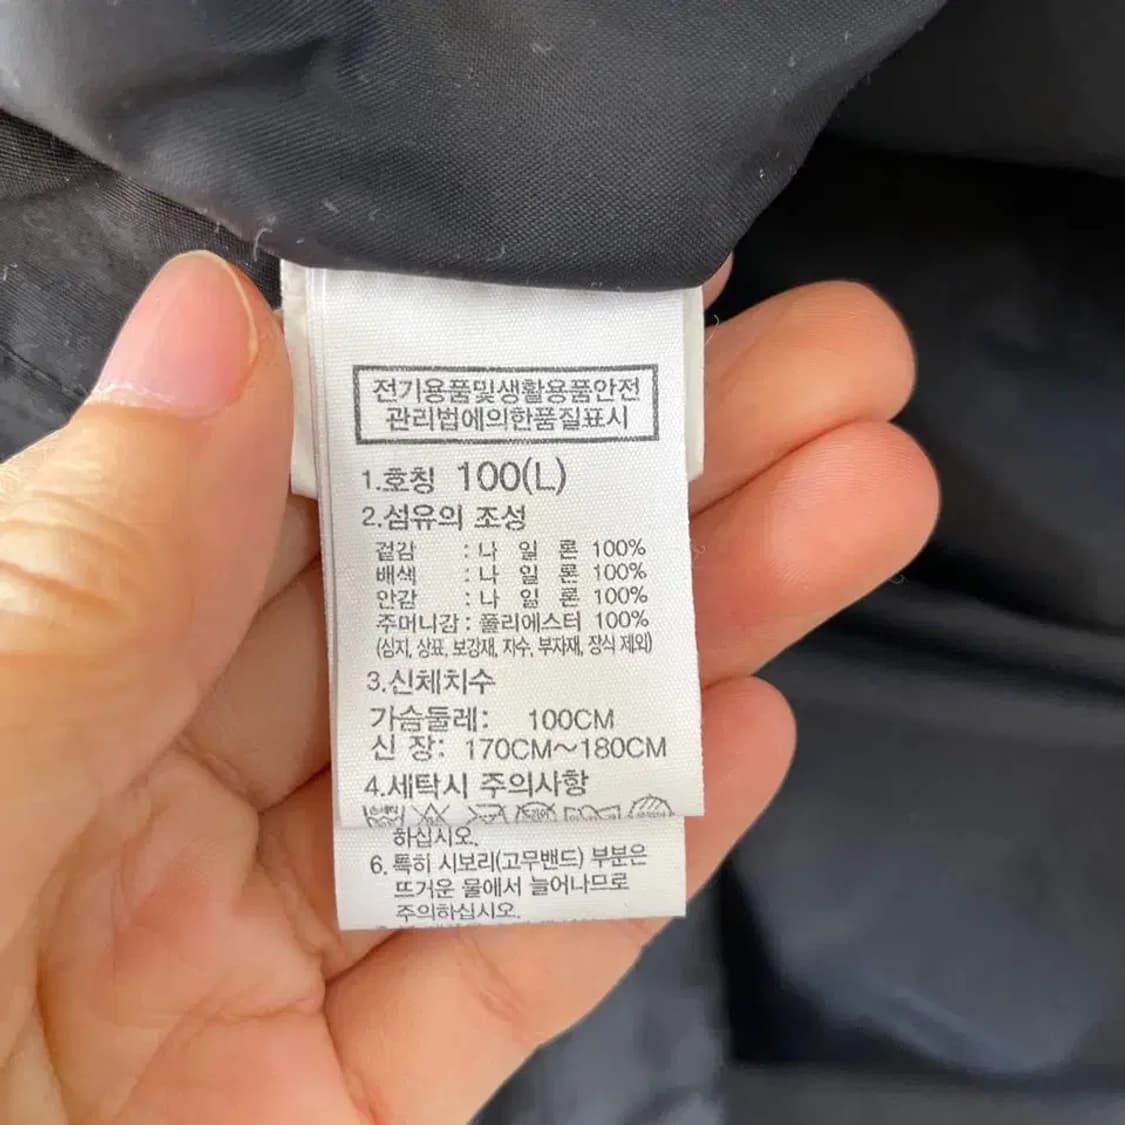 전기용품및생활용품안전
관리법에의한품질표시
1.호칭 100(L)
2.섬유의 조성
겉감 : 나 일 론 100%
배색 : 나 일 론 100%
안감 : 나 일 론 100%
주머니감 : 폴리에스터 100%
(심지, 상표, 보강재, 자수, 부자재, 장식 제외)
3.신체치수
가슴둘레: 100CM
신 장: 170CM~180CM
4.세탁시 주의사항
하십시오.
6. 특히 시보리(고무밴드) 부분은
뜨거운 물에서 늘어나므로
주의하십시오.